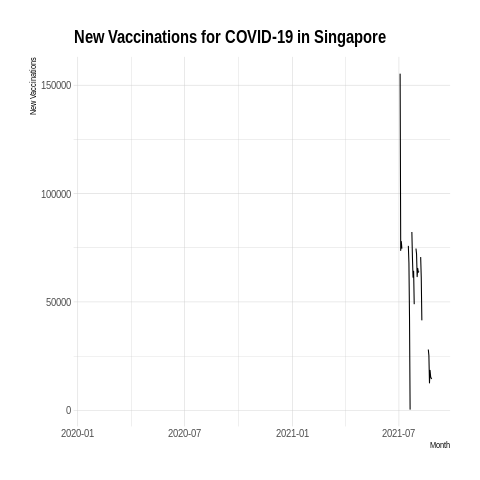 New Vaccinations for COVID-19 in Singapore
New Vaccinations
150000
100000
50000
0
2020-01 2020-07 2021-01 2021-07
Month